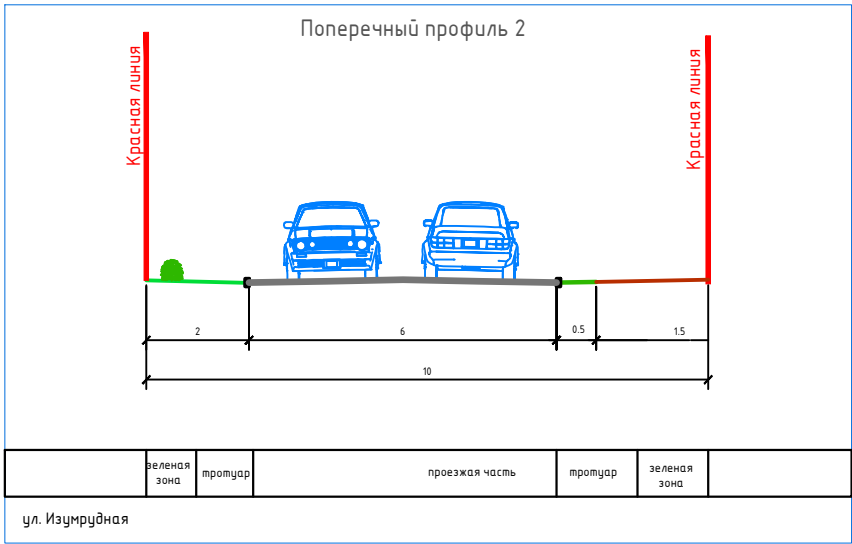 Поперечный профиль 2
Красная линия
Красная линия
2
6
0.5
1.5
10
зеленая
зона
тротуар
проезжая часть
тротуар
зеленая
зона
ул. Изумрудная